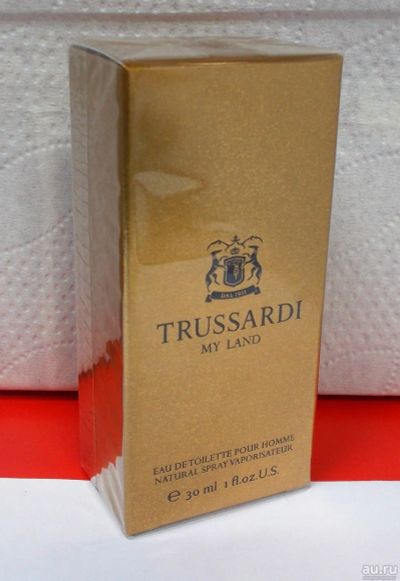 DAL 1911
TRUSSARDI
MY LAND
EAU DE TOILETTE POUR HOMME
NATURAL SPRAY VAPORISATEUR
e 30 ml 1 fl.oz.U.S.
au.ru